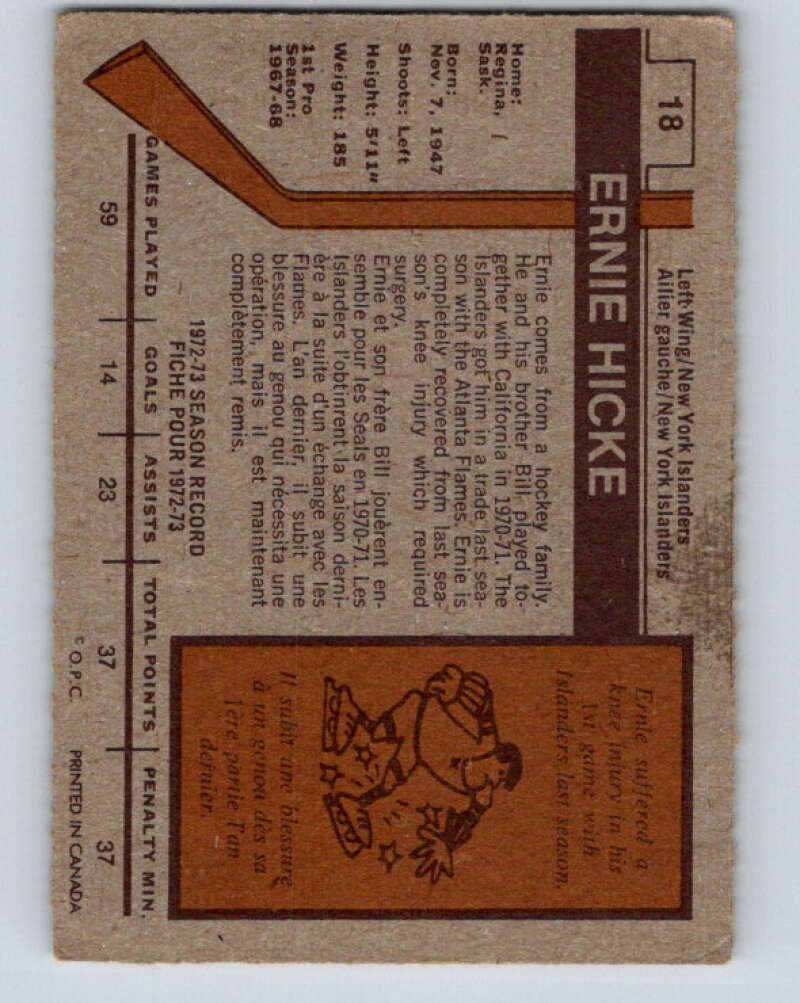 18
Left Wing/New York Islanders
Ailier gauche/New York Islanders
ERNIE HICKE
Home:
Regina,
Sask.
Born:
Nov. 7, 1947
Shoots: Left
Height: 5'11"
Weight: 185
1st Pro
Season:
1967-68
Ernie comes from a hockey family.
He and his brother Bill, played to-
gether with California in 1970-71. The
Islanders got him in a trade last sea-
son with the Atlanta Flames. Ernie is
completely recovered from last sea-
son's knee injury which required
surgery.
Ernie et son frère Bill jouèrent en-
semble pour les Seals en 1970-71. Les
Islanders l'obtinrent la saison derni-
ère à la suite d'un échange avec les
Flames. L'an dernier, il subit une
blessure au genou qui nécessita une
opération, mais il est maintenant
complètement remis.
Ernie suffered a
knee injury in his
1st game with
Islanders last season.
Il subit une blessure
à un genou dès sa
1ère partie l'an
dernier.
1972-73 SEASON RECORD
FICHE POUR 1972-73
GAMES PLAYED GOALS ASSISTS TOTAL POINTS PENALTY MIN.
59 14 23 37 37
© O.P.C. PRINTED IN CANADA